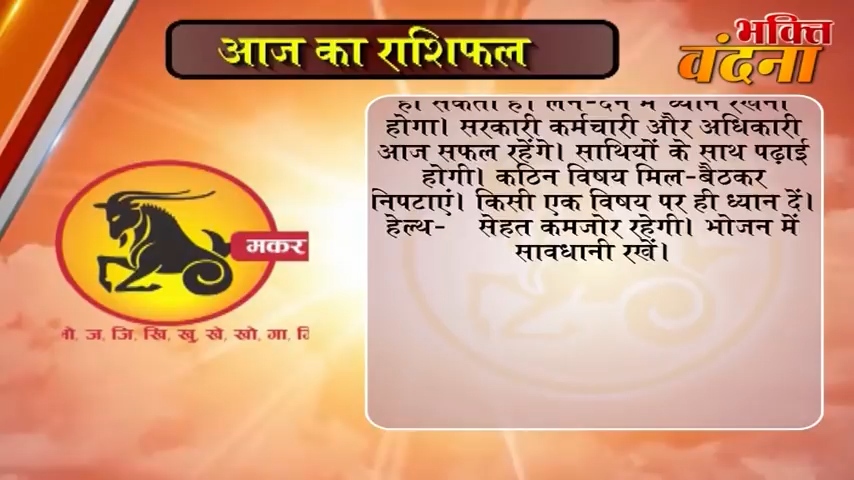 आज का राशिफल
भक्ति
वंदना
होगा। सरकारी कर्मचारी और अधिकारी
आज सफल रहेंगे। साथियों के साथ पढ़ाई
होगी। कठिन विषय मिल-बैठकर
निपटाएं। किसी एक विषय पर ही ध्यान दें।
हेल्थ- सेहत कमजोर रहेगी। भोजन में
सावधानी रखें।
मकर
ज, जि, खि, खु, खे, खो, गा,